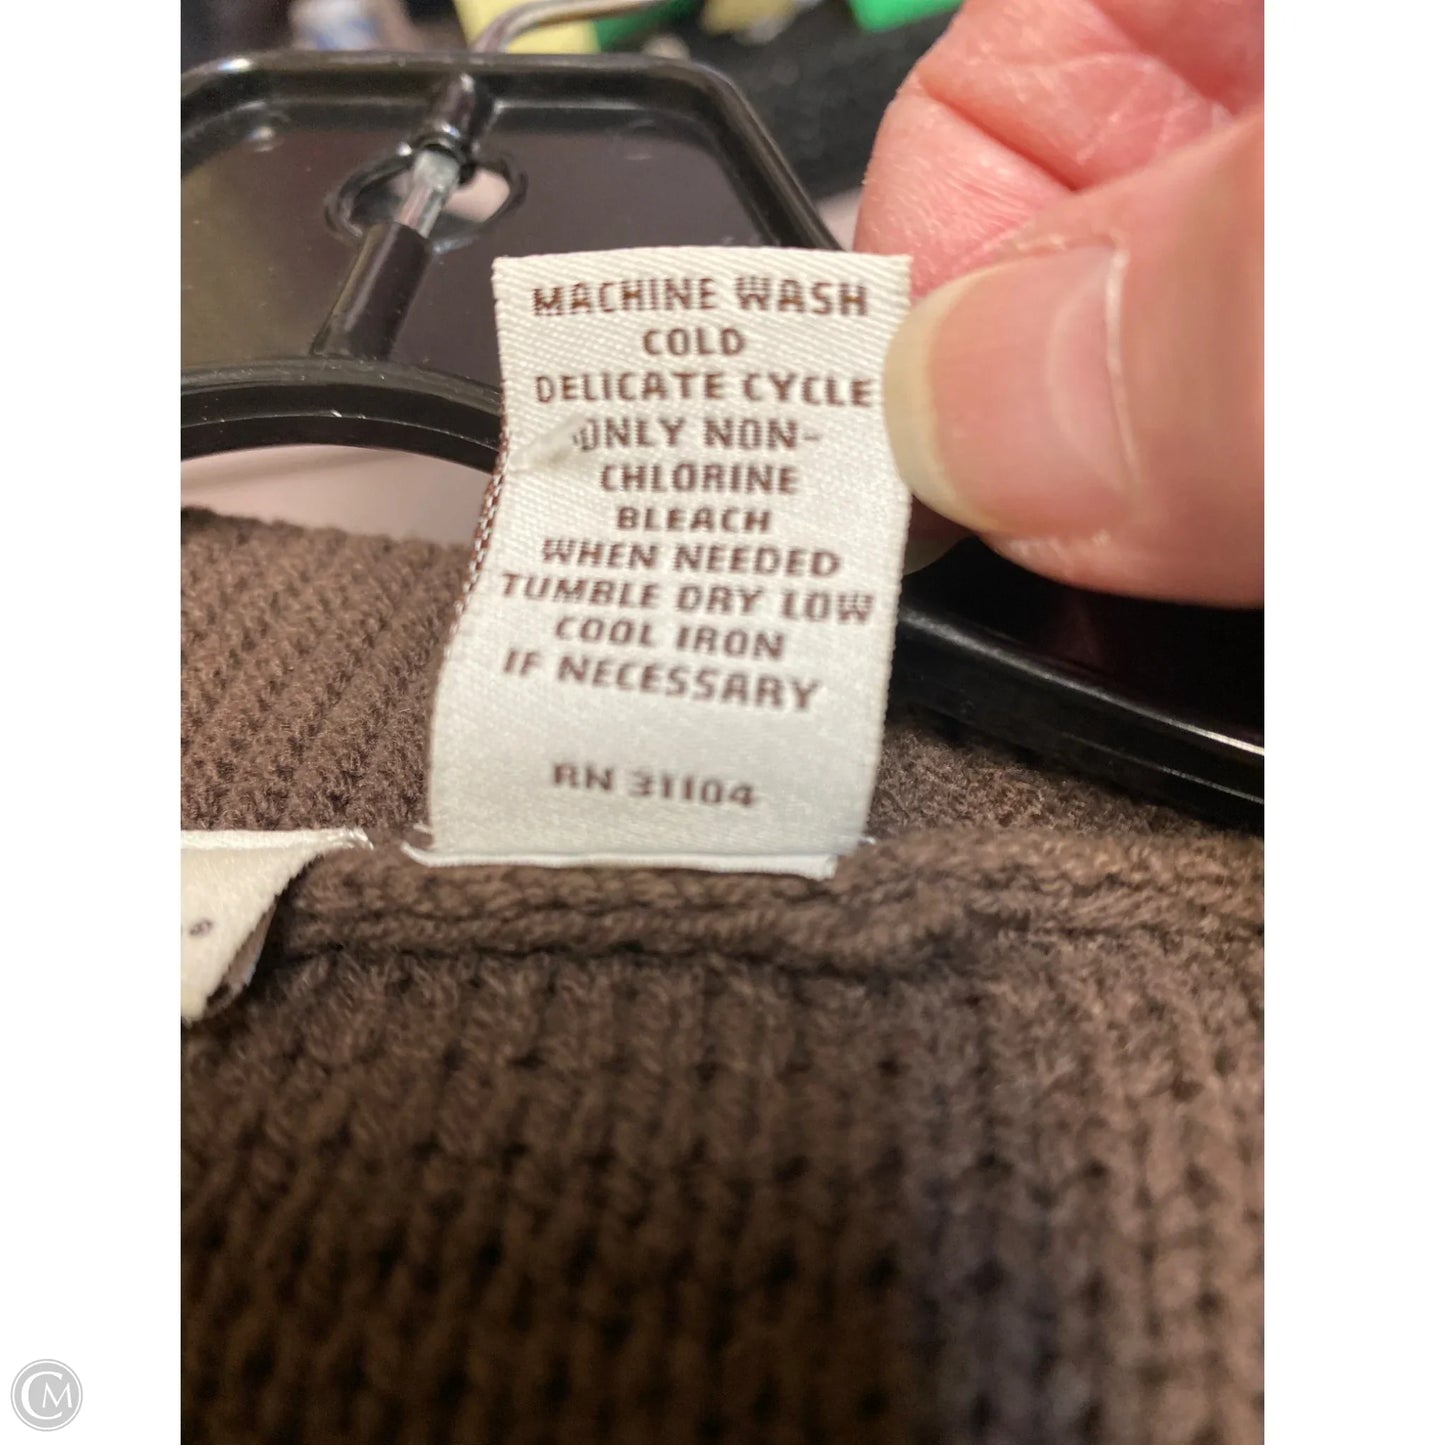 MACHINE WASH
COLD
DELICATE CYCLE
ONLY NON-
CHLORINE
BLEACH
WHEN NEEDED
TUMBLE DRY LOW
COOL IRON
IF NECESSARY
RN 31104
CM